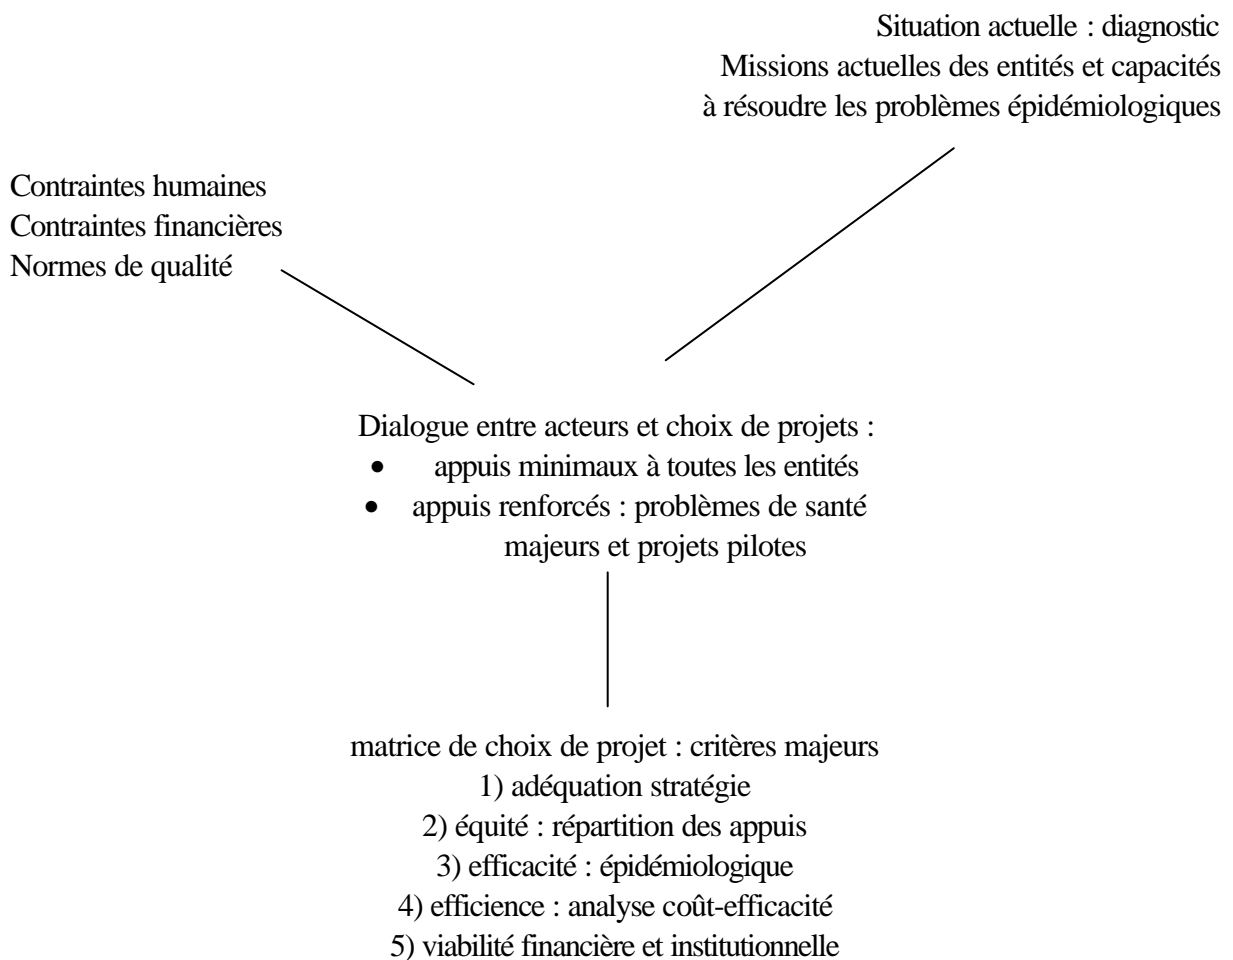 Situation actuelle : diagnostic
Missions actuelles des entités et capacités
à résoudre les problèmes épidémiologiques
Contraintes humaines
Contraintes financières
Normes de qualité
Dialogue entre acteurs et choix de projets :
• appuis minimaux à toutes les entités
• appuis renforcés : problèmes de santé
majeurs et projets pilotes
matrice de choix de projet : critères majeurs
1) adéquation stratégie
2) équité : répartition des appuis
3) efficacité : épidémiologique
4) efficience : analyse coût-efficacité
5) viabilité financière et institutionnelle